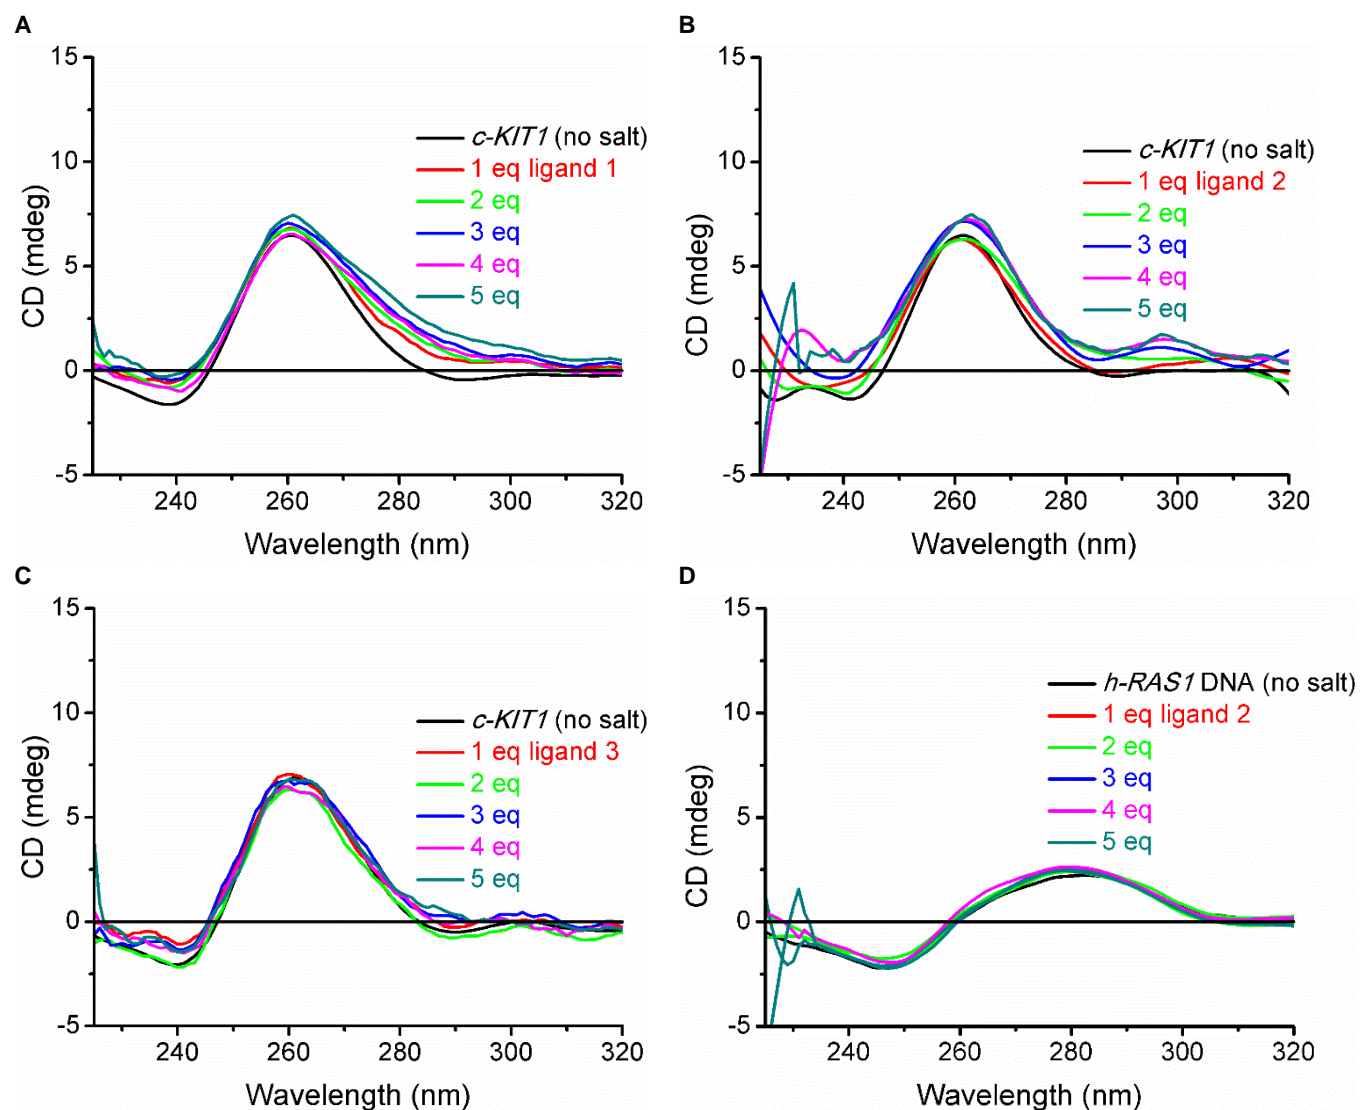 A
15
10
5
0
-5
CD (mdeg)
c-KIT1 (no salt)
1 eq ligand 1
2 eq
3 eq
4 eq
5 eq
240 260 280 300 320
Wavelength (nm)
B
15
10
5
0
-5
CD (mdeg)
c-KIT1 (no salt)
1 eq ligand 2
2 eq
3 eq
4 eq
5 eq
240 260 280 300 320
Wavelength (nm)
C
15
10
5
0
-5
CD (mdeg)
c-KIT1 (no salt)
1 eq ligand 3
2 eq
3 eq
4 eq
5 eq
240 260 280 300 320
Wavelength (nm)
D
15
10
5
0
-5
CD (mdeg)
h-RAS1 DNA (no salt)
1 eq ligand 2
2 eq
3 eq
4 eq
5 eq
240 260 280 300 320
Wavelength (nm)